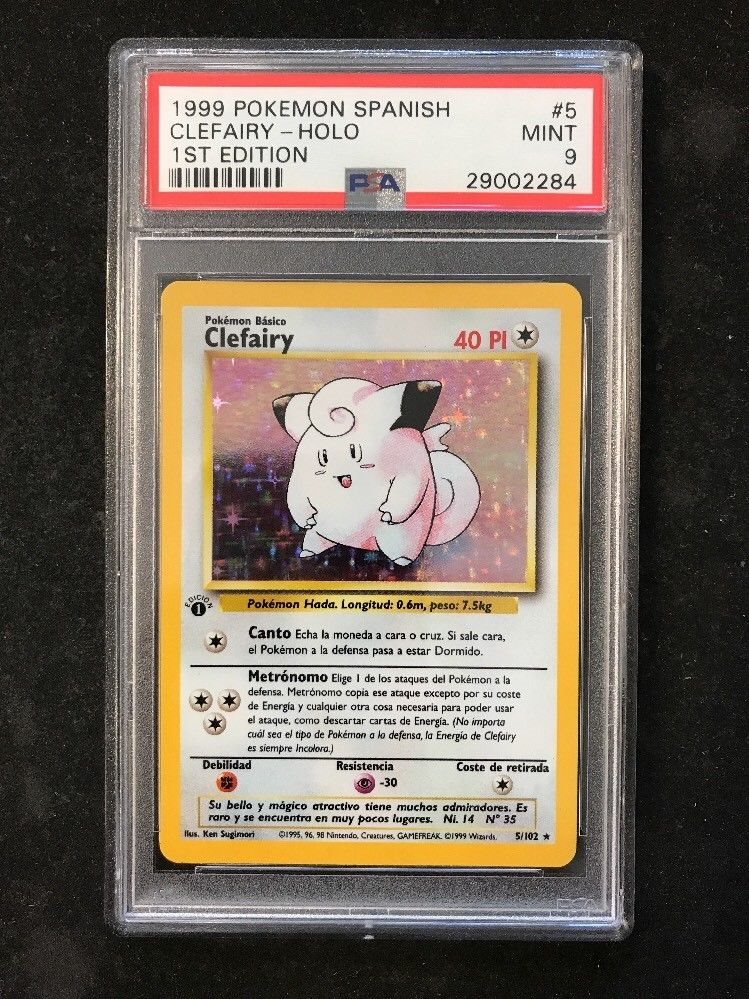 1999 POKEMON SPANISH #5
CLEFAIRY - HOLO MINT
1ST EDITION 9
PSA 29002284
Pokémon Básico
Clefairy 40 PI
EDICION
1
Pokémon Hada. Longitud: 0.6m, peso: 7.5kg
Canto Echa la moneda a cara o cruz. Si sale cara,
el Pokémon a la defensa pasa a estar Dormido.
Metrónomo Elige 1 de los ataques del Pokémon a la
defensa. Metrónomo copia ese ataque excepto por su coste
de Energía y cualquier otra cosa necesaria para poder usar
el ataque, como descartar cartas de Energía. (No importa
cuál sea el tipo de Pokémon a la defensa, la Energía de Clefairy
es siempre Incolora.)
Debilidad Resistencia Coste de retirada
-30
Su bello y mágico atractivo tiene muchos admiradores. Es
raro y se encuentra en muy pocos lugares. Ni. 14 N° 35
Ilus. Ken Sugimori ©1995, 96, 98 Nintendo, Creatures, GAMEFREAK. ©1999 Wizards. 5/102 ★